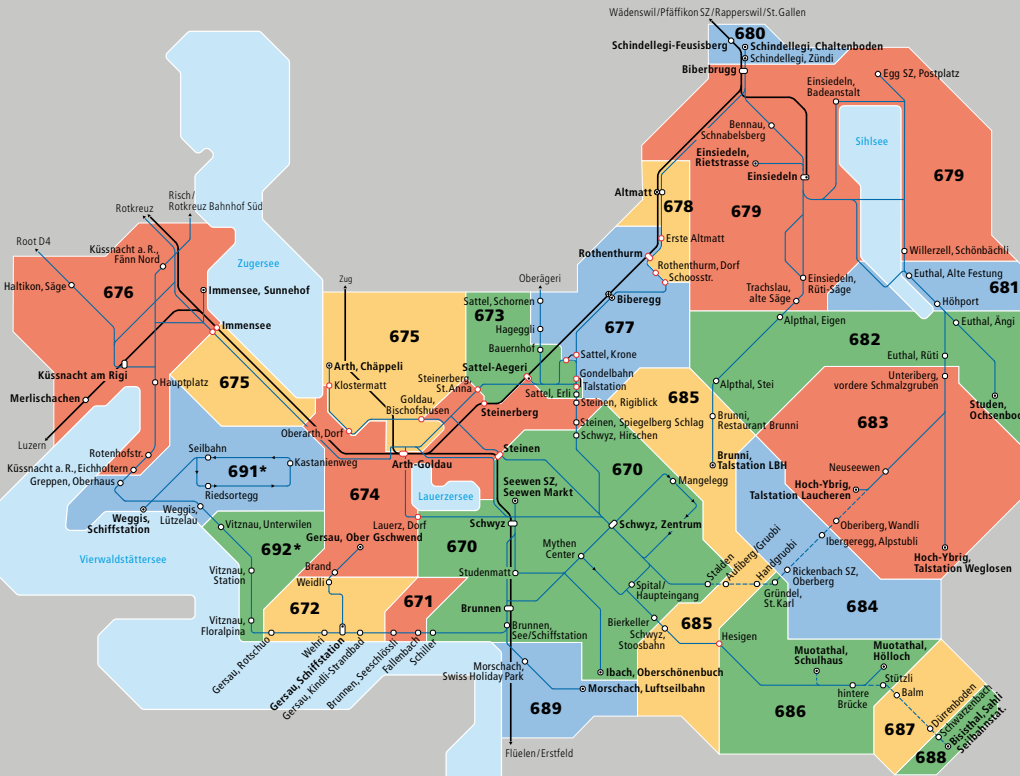 Wädenswil/Pfäffikon SZ/Rapperswil/St.Gallen
680
Schindellegi-Feusisberg
Schindellegi, Chaltenboden
Schindellegi, Zündi
Biberbrugg
Egg SZ, Postplatz
Einsiedeln,
Badeanstalt
Bennau,
Schnabelsberg
Sihlsee
Einsiedeln,
Rietstrasse
Einsiedeln
679
679
Altmatt
678
Risch/
Rotkreuz Bahnhof Süd
Rotkreuz
Root D4
Küssnacht a. R.,
Fänn Nord
Zugersee
Erste Altmatt
Rothenthurm
Rothenthurm, Dorf
Schoosstr.
Willerzell, Schönbächli
Haltikon, Säge
676
Immensee, Sunnehof
Zug
Oberägeri
Euthal, Alte Festung
681
Einsiedeln,
Rüti-Säge
Trachslau,
alte Säge
Höhport
Sattel, Schornen
673
Biberegg
Immensee
675
Hageggli
677
Alpthal, Eigen
682
Euthal, Ängi
Bauernhof
Sattel, Krone
Euthal, Rüti
Küssnacht am Rigi
Arth, Chäppeli
Sattel-Aegeri
Gondelbahn
Talstation
Unteriberg,
vordere Schmalzgruben
Hauptplatz
675
Klostermatt
Steinerberg,
St. Anna
Sattel, Erli
Alpthal, Stei
685
Merlischachen
Goldau,
Bischofshusen
Steinerberg
Steinen, Rigiblick
Studen,
Ochsenboden
Brunni,
Restaurant Brunni
683
Steinen, Spiegelberg Schlag
Luzern
Oberarth, Dorf
Schwyz, Hirschen
Seilbahn
Steinen
Rotenhofstr.
Kastanienweg
Arth-Goldau
Brunni,
Talstation LBH
Küssnacht a. R., Eichholtern
691*
670
Neuseewen
Greppen, Oberhaus
Seewen SZ,
Seewen Markt
Mangelegg
Hoch-Ybrig,
Talstation Laucheren
Riedsortegg
674
Lauerzersee
Weggis,
Lützelau
Weggis,
Schiffstation
Vitznau, Unterwilen
Lauerz, Dorf
Schwyz
Schwyz, Zentrum
Oberiberg, Wandli
Gersau, Ober Gschwend
670
Ibergeregg, Alpstubli
Vierwaldstättersee
692*
Mythen
Center
Hoch-Ybrig,
Talstation Weglosen
Vitznau,
Station
Brand
Studenmatt
Stalden
Aufiberg/Gruobi
Handgruobi
Rickenbach SZ,
Oberberg
Weidli
Spital/
Haupteingang
Gründel,
St. Karl
672
671
Brunnen
684
Vitznau,
Floralpina
Bierkeller
685
Brunnen,
See/Schiffstation
Schwyz,
Stoosbahn
Hesigen
Gersau, Rotschuo
Wehri
Gersau, Schiffstation
Gersau, Kindli-Strandbad
Brunnen, Seeschlössli
Fallenbach
Schiller
Muotathal,
Schulhaus
Muotathal,
Hölloch
Morschach,
Swiss Holiday Park
Ibach, Oberschönenbuch
Stützli
Morschach, Luftseilbahn
hintere
Brücke
Balm
689
686
687
Dürrenboden
Schwarzenbach
Bisisthal, Sahli
Seilbahnstat.
688
Flüelen/Erstfeld